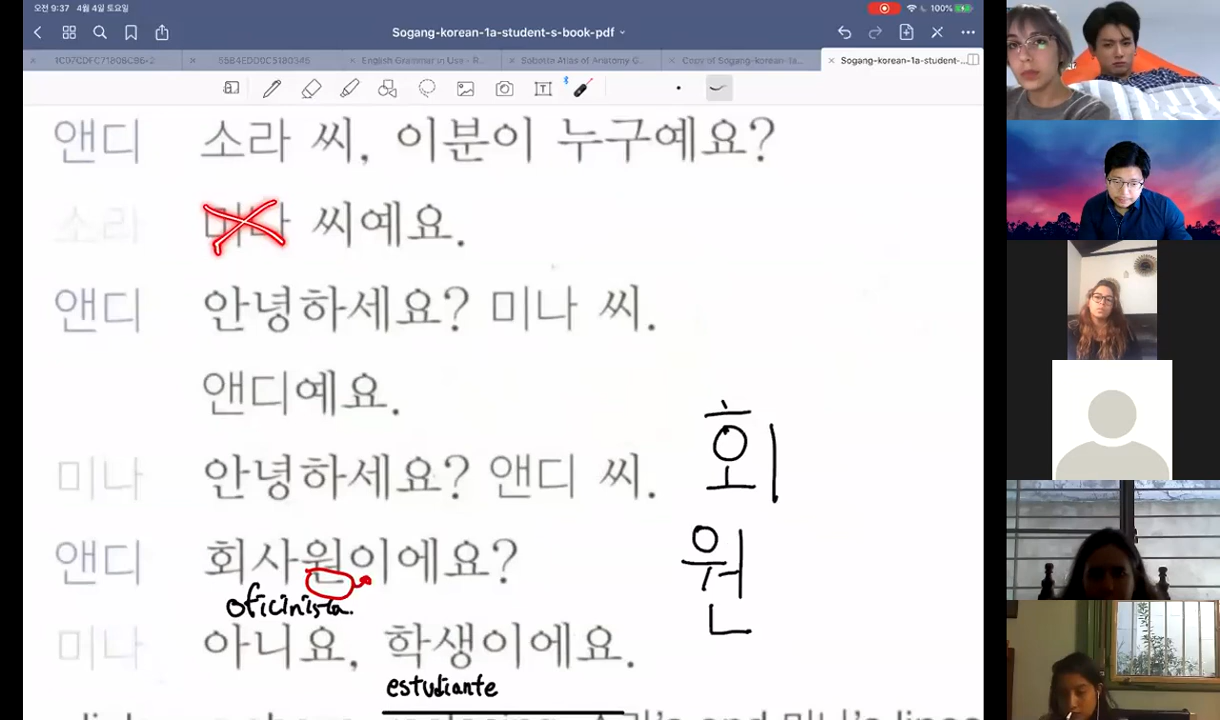 오전 9:37 4월 4일 토요일
100%
Sogang-korean-1a-student-s-book-pdf
1C07CDFC71808C96-2 55B4ED00C5180345 English Grammar in Use - R... Sobotta Atlas of Anatomy G... Copy of Sogang-korean-1a... Sogang-korean-1a-student-...
앤디 소라 씨, 이분이 누구예요?
소라 미나 씨예요.
앤디 안녕하세요? 미나 씨.
앤디예요.
미나 안녕하세요? 앤디 씨.
회
앤디 회사원이에요?
원
oficinista.
미나 아니요, 학생이에요.
estudiante